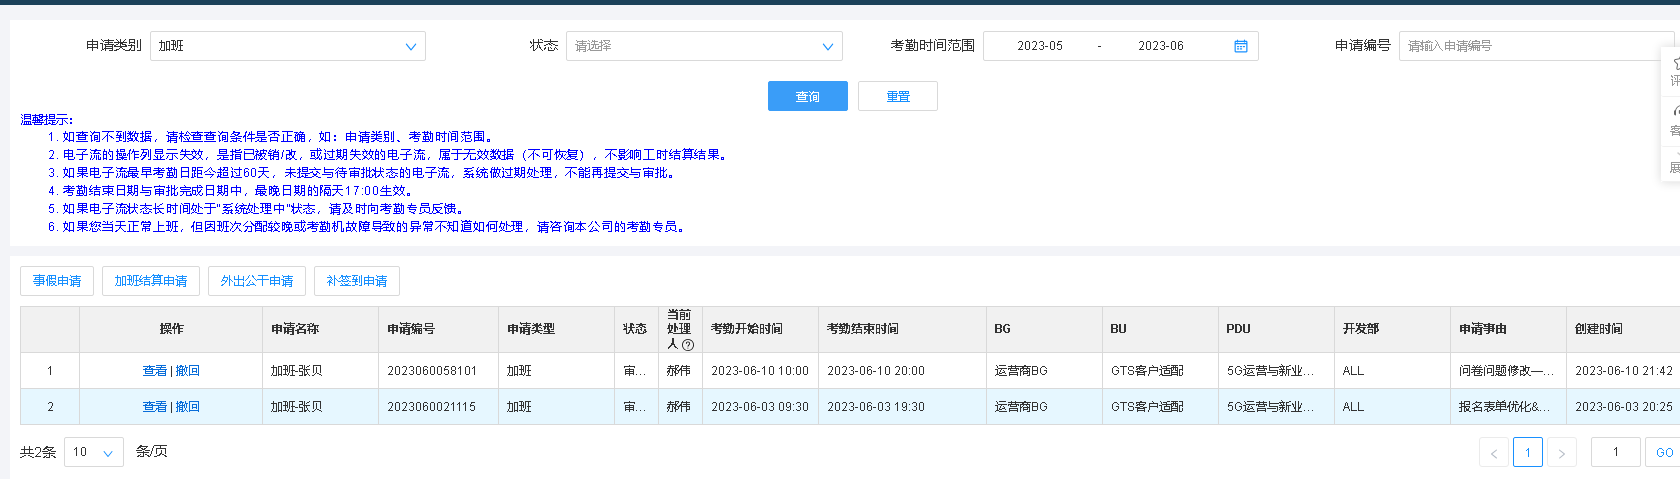 申请类别 加班 状态 请选择 考勤时间范围 2023-05 - 2023-06 申请编号 请输入申请编号
查询 重置
温馨提示：
1. 如查询不到数据，请检查查询条件是否正确，如：申请类别、考勤时间范围。
2. 电子流的操作列显示失效，是指已被销/改，或过期失效的电子流，属于无效数据（不可恢复），不影响工时结算结果。
3. 如果电子流最早考勤日距今超过60天，未提交与待审批状态的电子流，系统做过期处理，不能再提交与审批。
4. 考勤结束日期与审批完成日期中，最晚日期的隔天17:00生效。
5. 如果电子流状态长时间处于"系统处理中"状态，请及时向考勤专员反馈。
6. 如果您当天正常上班，但因班次分配较晚或考勤机故障导致的异常不知道如何处理，请咨询本公司的考勤专员。
评
客
展
事假申请 加班结算申请 外出公干申请 补签到申请
操作 申请名称 申请编号 申请类型 状态 当前处理人 考勤开始时间 考勤结束时间 BG BU PDU 开发部 申请事由 创建时间
1 查看 | 撤回 加班-张贝 2023060058101 加班 审... 郝伟 2023-06-10 10:00 2023-06-10 20:00 运营商BG GTS客户适配 5G运营与新业... ALL 问卷问题修改—... 2023-06-10 21:42
2 查看 | 撤回 加班-张贝 2023060021115 加班 审... 郝伟 2023-06-03 09:30 2023-06-03 19:30 运营商BG GTS客户适配 5G运营与新业... ALL 报名表单优化&... 2023-06-03 20:25
共2条 10 条/页 < 1 > 1 GO